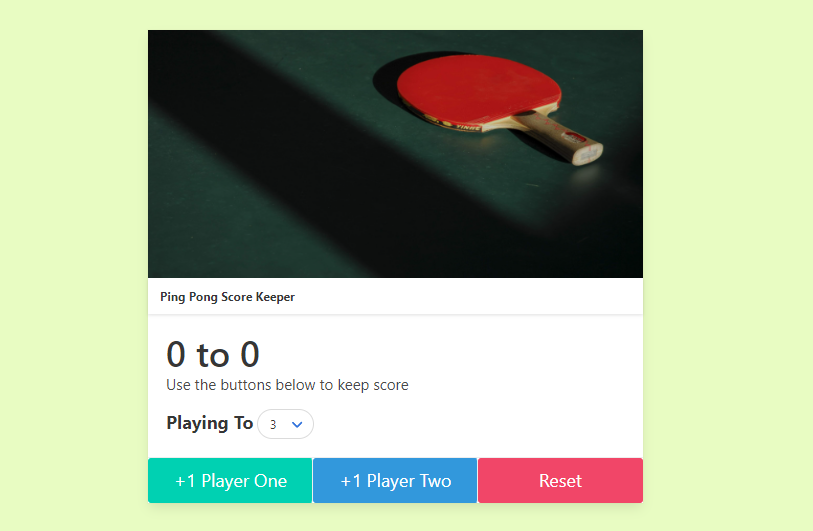 Ping Pong Score Keeper
0 to 0
Use the buttons below to keep score
Playing To 3
+1 Player One +1 Player Two Reset